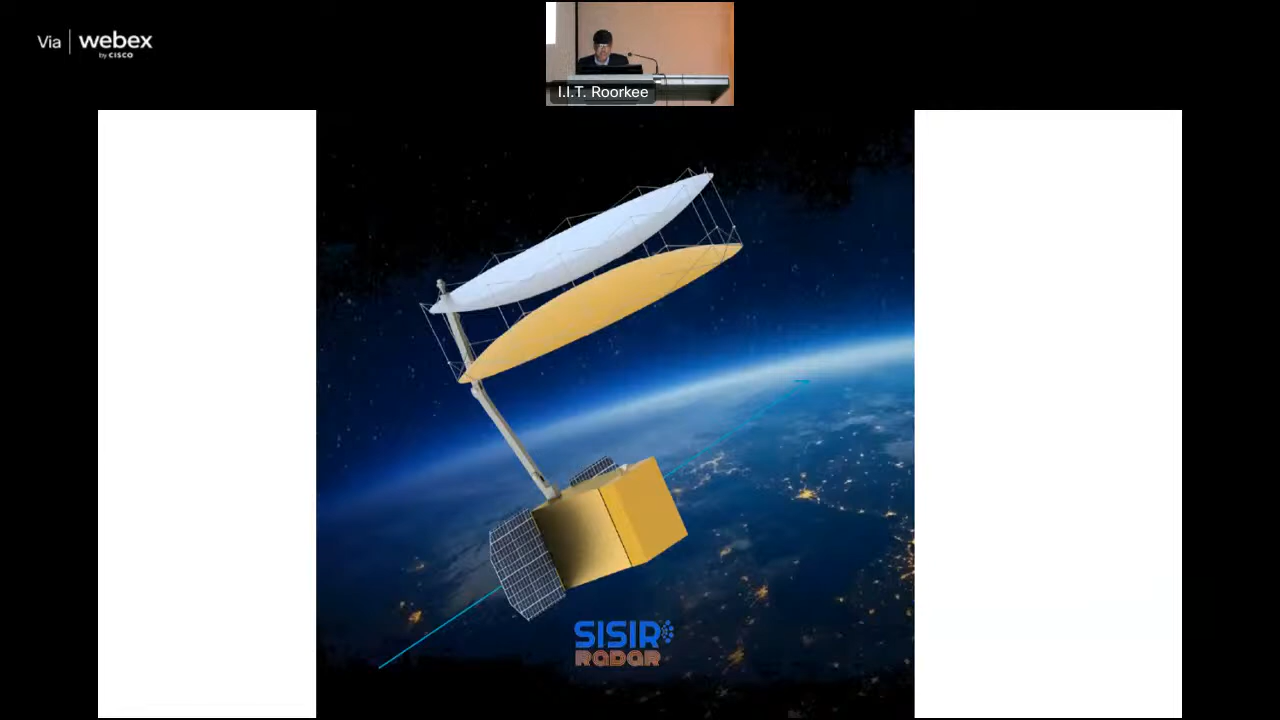 Via | webex
by CISCO
I.I.T. Roorkee
SISIR
RADAR